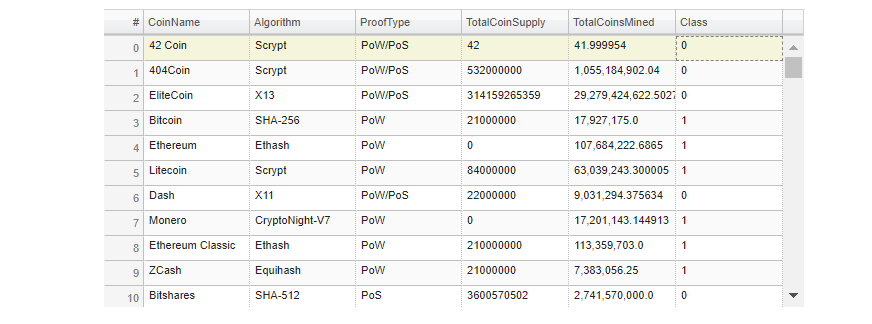 # CoinName Algorithm ProofType TotalCoinSupply TotalCoinsMined Class
0 42 Coin Scrypt PoW/PoS 42 41.999954 0
1 404Coin Scrypt PoW/PoS 532000000 1,055,184,902.04 0
2 EliteCoin X13 PoW/PoS 314159265359 29,279,424,622.5027 0
3 Bitcoin SHA-256 PoW 21000000 17,927,175.0 1
4 Ethereum Ethash PoW 0 107,684,222.6865 1
5 Litecoin Scrypt PoW 84000000 63,039,243.300005 1
6 Dash X11 PoW/PoS 22000000 9,031,294.375634 0
7 Monero CryptoNight-V7 PoW 0 17,201,143.144913 1
8 Ethereum Classic Ethash PoW 210000000 113,359,703.0 1
9 ZCash Equihash PoW 21000000 7,383,056.25 1
10 Bitshares SHA-512 PoS 3600570502 2,741,570,000.0 0